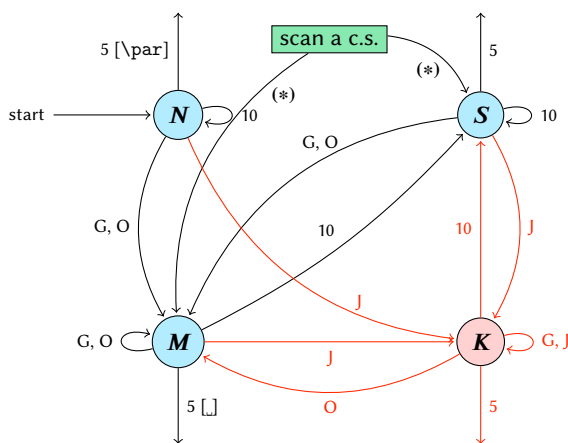 5 [\par]
scan a c.s.
5
(*)
(*)
start
N
10
S
10
G, O
G, O
10
10
J
J
G, O
M
J
K
G, J
O
5 [␣]
5